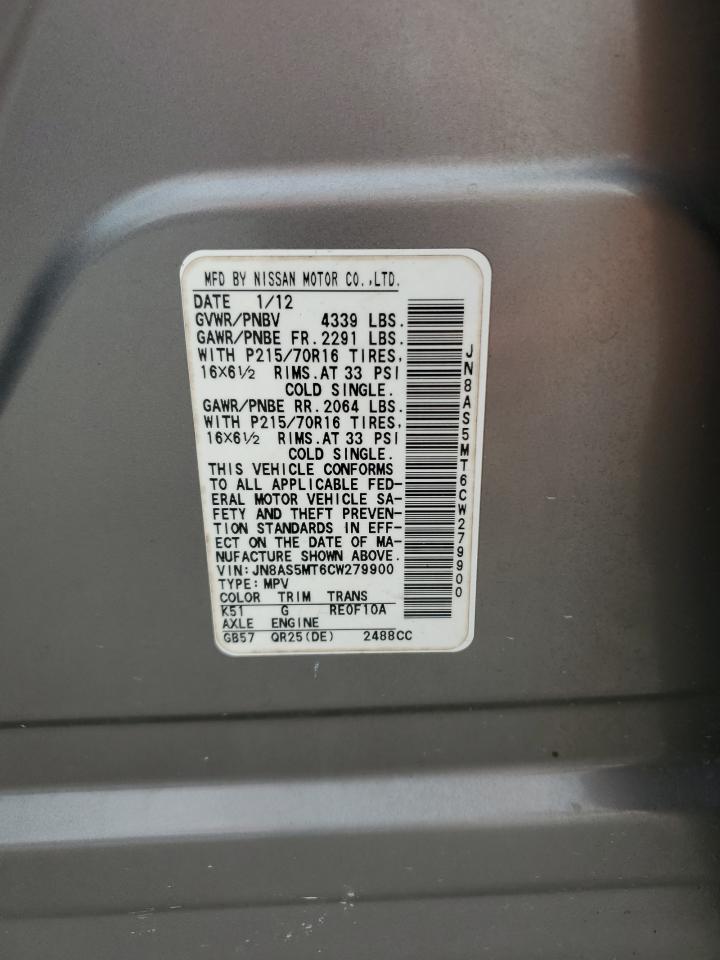 MFD BY NISSAN MOTOR CO.,LTD.
DATE 1/12
GVWR/PNBV 4339 LBS.
GAWR/PNBE FR.2291 LBS.
WITH P215/70R16 TIRES,
16X6½ RIMS.AT 33 PSI
COLD SINGLE.
GAWR/PNBE RR.2064 LBS.
WITH P215/70R16 TIRES,
16X6½ RIMS.AT 33 PSI
COLD SINGLE.
THIS VEHICLE CONFORMS
TO ALL APPLICABLE FED-
ERAL MOTOR VEHICLE SA-
FETY AND THEFT PREVEN-
TION STANDARDS IN EFF-
ECT ON THE DATE OF MA-
NUFACTURE SHOWN ABOVE.
VIN:JN8AS5MT6CW279900
TYPE:MPV
COLOR TRIM TRANS
K51 G RE0F10A
AXLE ENGINE
GB57 QR25(DE) 2488CC
JN8AS5MT6CW279900